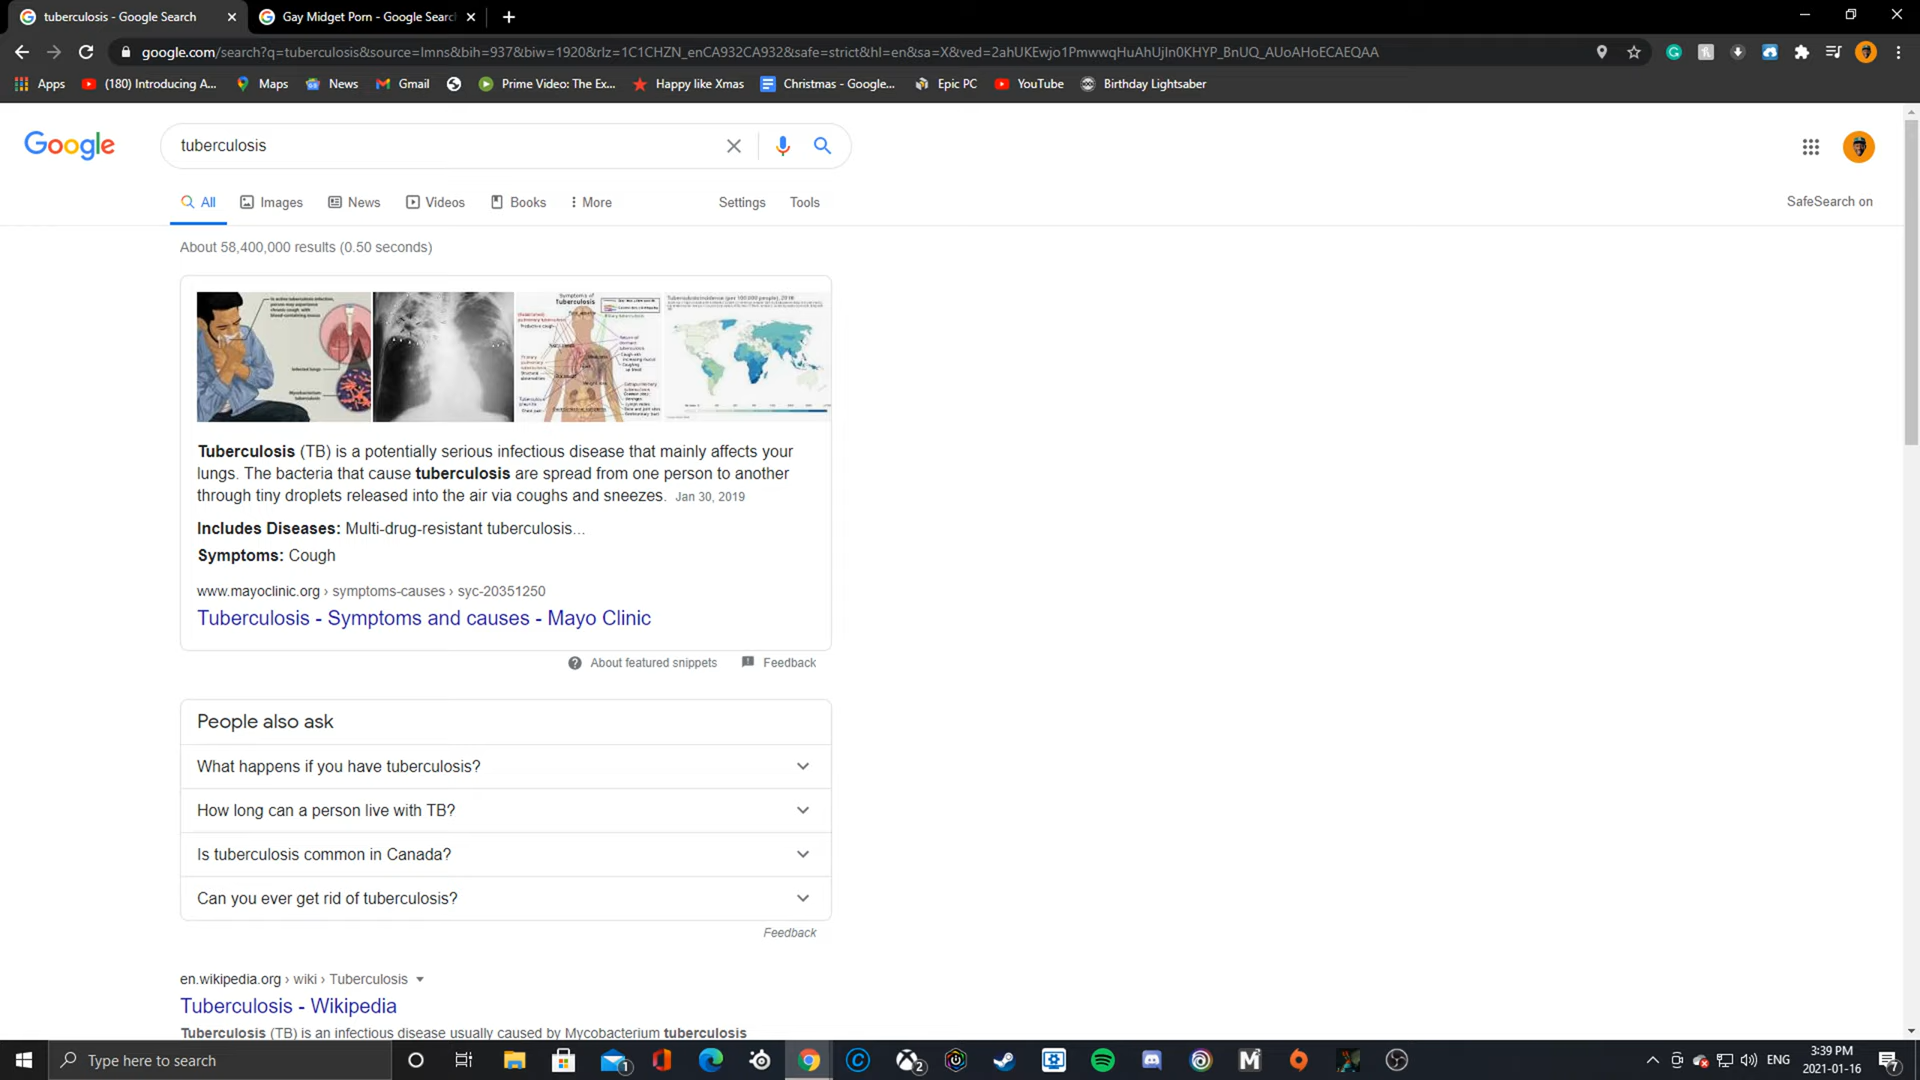 tuberculosis - Google Search
Gay Midget Porn - Google Searc
google.com/search?q=tuberculosis&source=lmns&bih=937&biw=1920&rlz=1C1CHZN_enCA932CA932&safe=strict&hl=en&sa=X&ved=2ahUKEwjo1PmwwqHuAhUjIn0KHYP_BnUQ_AUoAHoECAEQAA
Apps (180) Introducing A... Maps News Gmail Prime Video: The Ex... Happy like Xmas Christmas - Google... Epic PC YouTube Birthday Lightsaber
Google
tuberculosis
All Images News Videos Books More Settings Tools
SafeSearch on
About 58,400,000 results (0.50 seconds)
Symptoms of
tuberculosis
Tuberculosis (TB) is a potentially serious infectious disease that mainly affects your
lungs. The bacteria that cause tuberculosis are spread from one person to another
through tiny droplets released into the air via coughs and sneezes. Jan 30, 2019
Includes Diseases: Multi-drug-resistant tuberculosis...
Symptoms: Cough
www.mayoclinic.org › symptoms-causes › syc-20351250
Tuberculosis - Symptoms and causes - Mayo Clinic
About featured snippets Feedback
People also ask
What happens if you have tuberculosis?
How long can a person live with TB?
Is tuberculosis common in Canada?
Can you ever get rid of tuberculosis?
Feedback
en.wikipedia.org › wiki › Tuberculosis
Tuberculosis - Wikipedia
Tuberculosis (TB) is an infectious disease usually caused by Mycobacterium tuberculosis
Type here to search
1
2
ENG
3:39 PM
2021-01-16
7